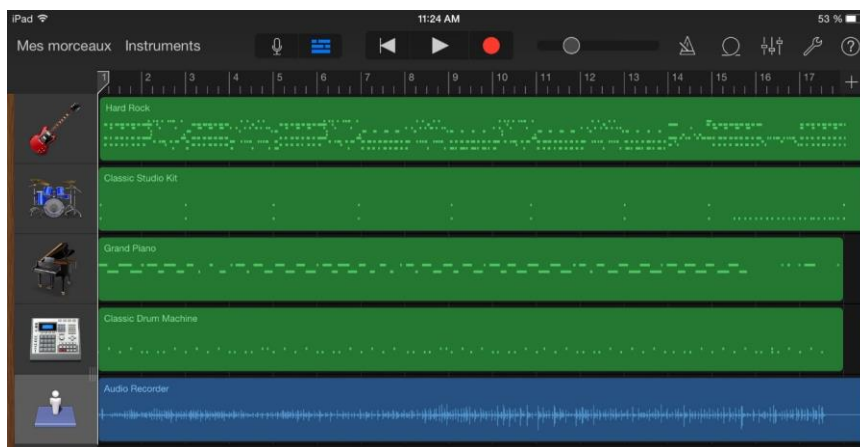 iPad 11:24 AM 53 %
Mes morceaux Instruments ?
1 2 3 4 5 6 7 8 9 10 11 12 13 14 15 16 17 +
Hard Rock
Classic Studio Kit
Grand Piano
Classic Drum Machine
Audio Recorder